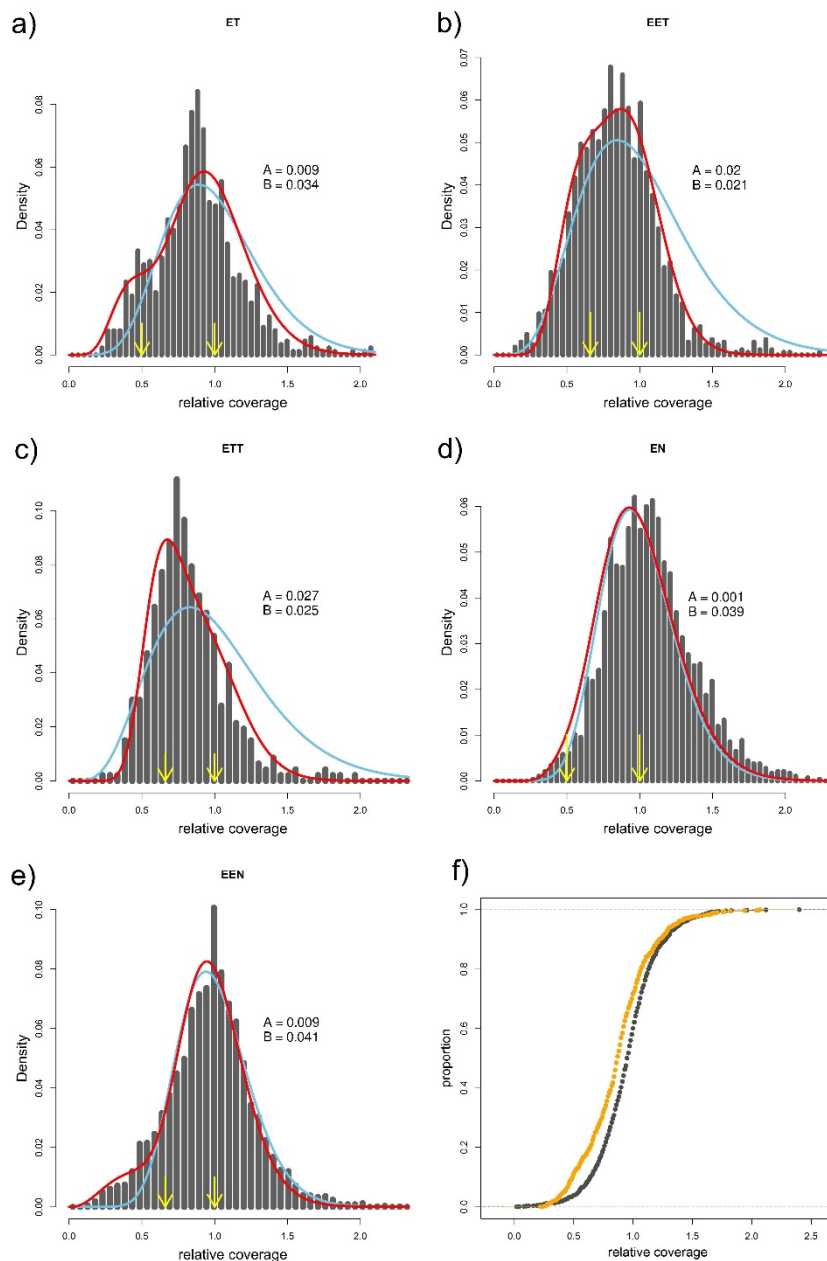 a)
ET
Density
0.00 0.02 0.04 0.06 0.08
A = 0.009
B = 0.034
0.0 0.5 1.0 1.5 2.0
relative coverage
b)
EET
Density
0.00 0.01 0.02 0.03 0.04 0.05 0.06 0.07
A = 0.02
B = 0.021
0.0 0.5 1.0 1.5 2.0
relative coverage
c)
ETT
Density
0.00 0.02 0.04 0.06 0.08 0.10
A = 0.027
B = 0.025
0.0 0.5 1.0 1.5 2.0
relative coverage
d)
EN
Density
0.00 0.01 0.02 0.03 0.04 0.05 0.06
A = 0.001
B = 0.039
0.0 0.5 1.0 1.5 2.0
relative coverage
e)
EEN
Density
0.00 0.02 0.04 0.06 0.08 0.10
A = 0.009
B = 0.041
0.0 0.5 1.0 1.5 2.0
relative coverage
f)
proportion
0.0 0.2 0.4 0.6 0.8 1.0
0.0 0.5 1.0 1.5 2.0 2.5
relative coverage